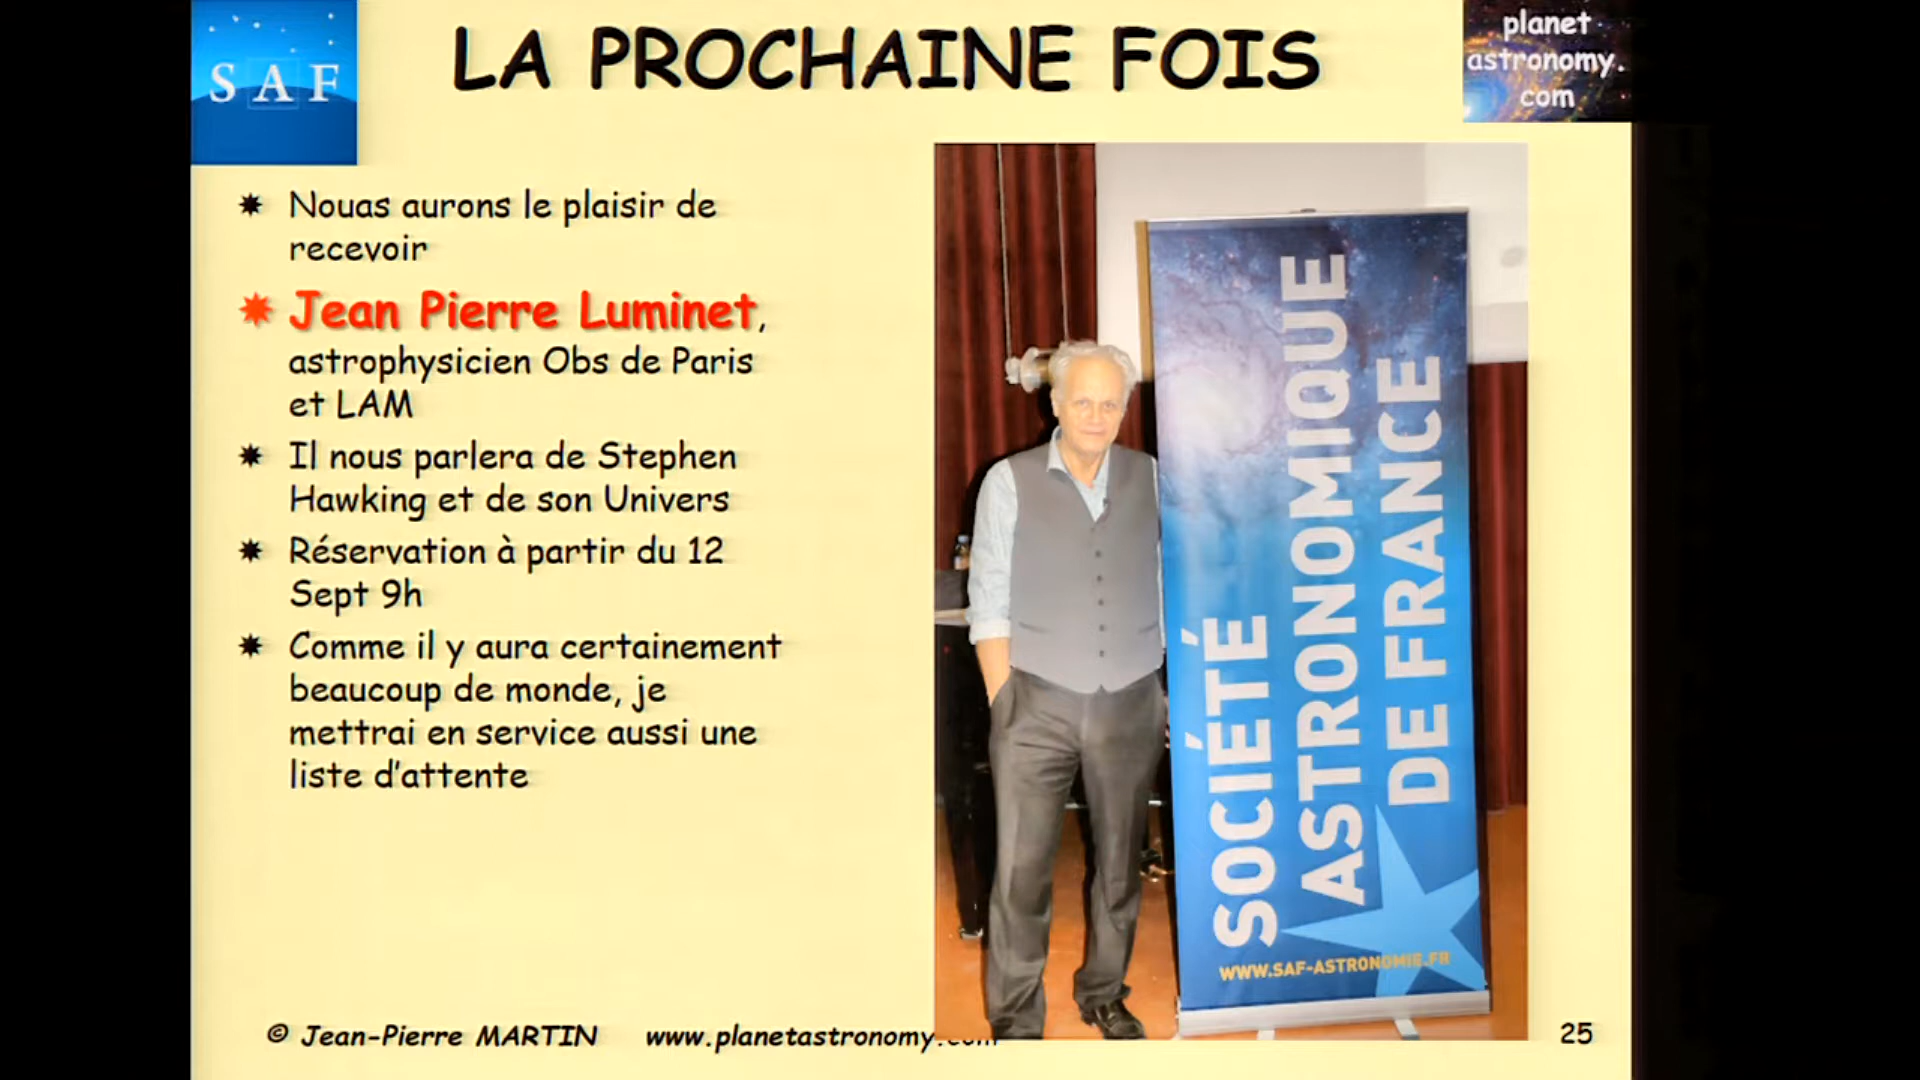 SAF
LA PROCHAINE FOIS
planet
astronomy.
com
Nouas aurons le plaisir de
recevoir
Jean Pierre Luminet,
astrophysicien Obs de Paris
et LAM
Il nous parlera de Stephen
Hawking et de son Univers
Réservation à partir du 12
Sept 9h
Comme il y aura certainement
beaucoup de monde, je
mettrai en service aussi une
liste d'attente
SOCIÉTÉ
ASTRONOMIQUE
DE FRANCE
WWW.SAF-ASTRONOMIE.FR
© Jean-Pierre MARTIN www.planetastronomy.com
25